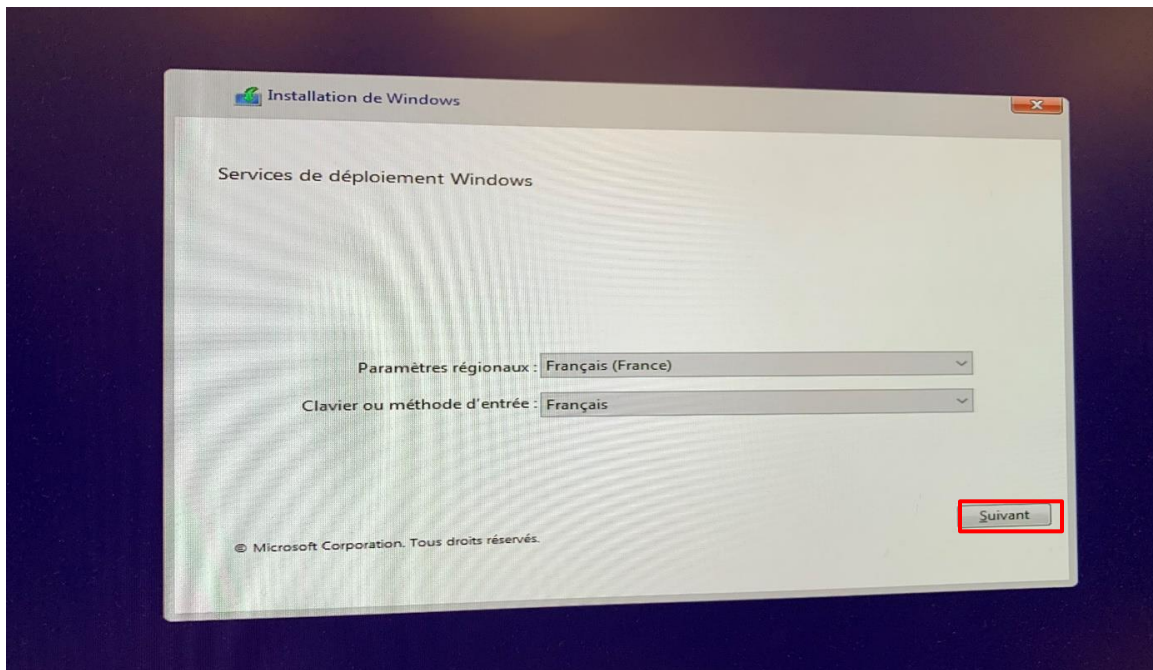 Installation de Windows
Services de déploiement Windows
Paramètres régionaux : Français (France)
Clavier ou méthode d'entrée : Français
Suivant
© Microsoft Corporation. Tous droits réservés.